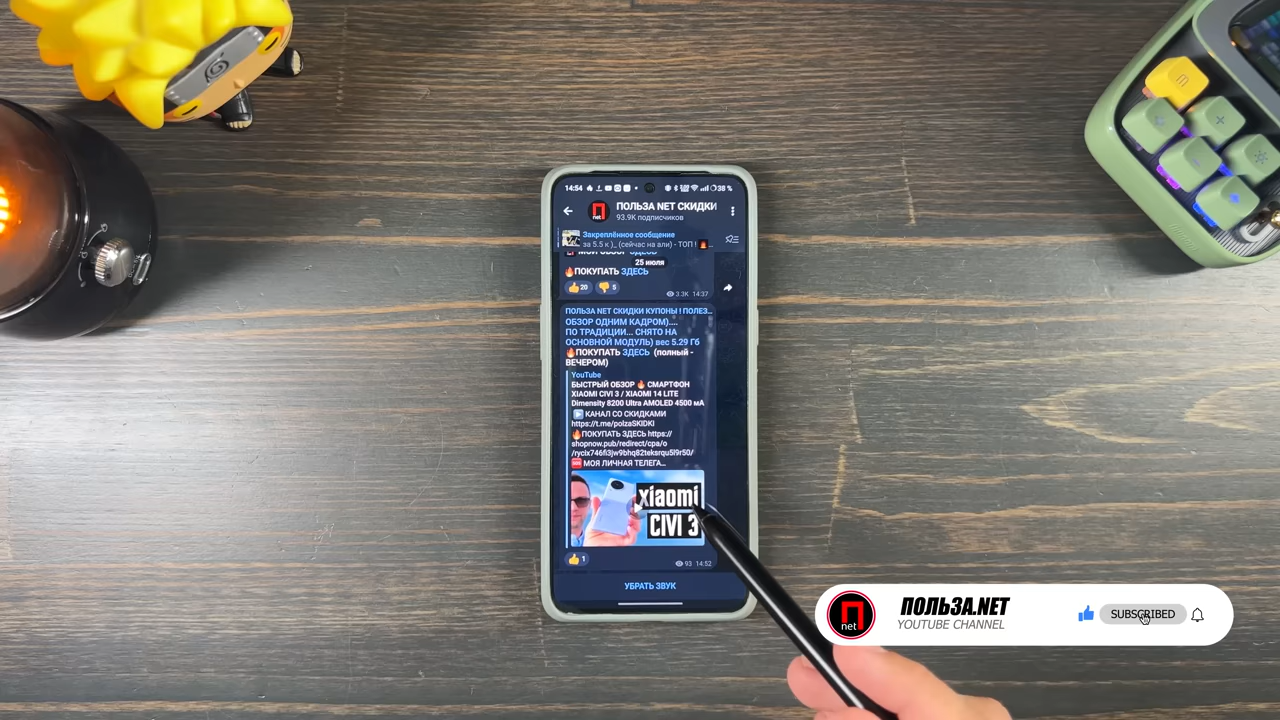 14:54
38 %
ПОЛЬЗА NET СКИДКИ
93.9K подписчиков
Закреплённое сообщение
за 5.5 к )_ (сейчас на али) - ТОП !
МОЙ ОБЗОР ЗДЕСЬ
25 июля
ПОКУПАТЬ ЗДЕСЬ
20
5
3.3K 14:37
ПОЛЬЗА NET СКИДКИ КУПОНЫ ! ПОЛЕЗ...
ОБЗОР ОДНИМ КАДРОМ)....
ПО ТРАДИЦИИ... СНЯТО НА
ОСНОВНОЙ МОДУЛЬ) вес 5.29 Гб
ПОКУПАТЬ ЗДЕСЬ (полный -
ВЕЧЕРОМ)
YouTube
БЫСТРЫЙ ОБЗОР 🔥 СМАРТФОН
XIAOMI CIVI 3 / XIAOMI 14 LITE
Dimensity 8200 Ultra AMOLED 4500 мА
КАНАЛ СО СКИДКАМИ
https://t.me/polzaSKIDKI
ПОКУПАТЬ ЗДЕСЬ https://
shopnow.pub/redirect/cpa/o
/rycix746fi3jw9bhq82teksrqu5l9r50/
МОЯ ЛИЧНАЯ ТЕЛЕГА...
xiaomi
CIVI 3
1
93 14:52
УБРАТЬ ЗВУК
П
net
ПОЛЬЗА.NET
YOUTUBE CHANNEL
SUBSCRIBED